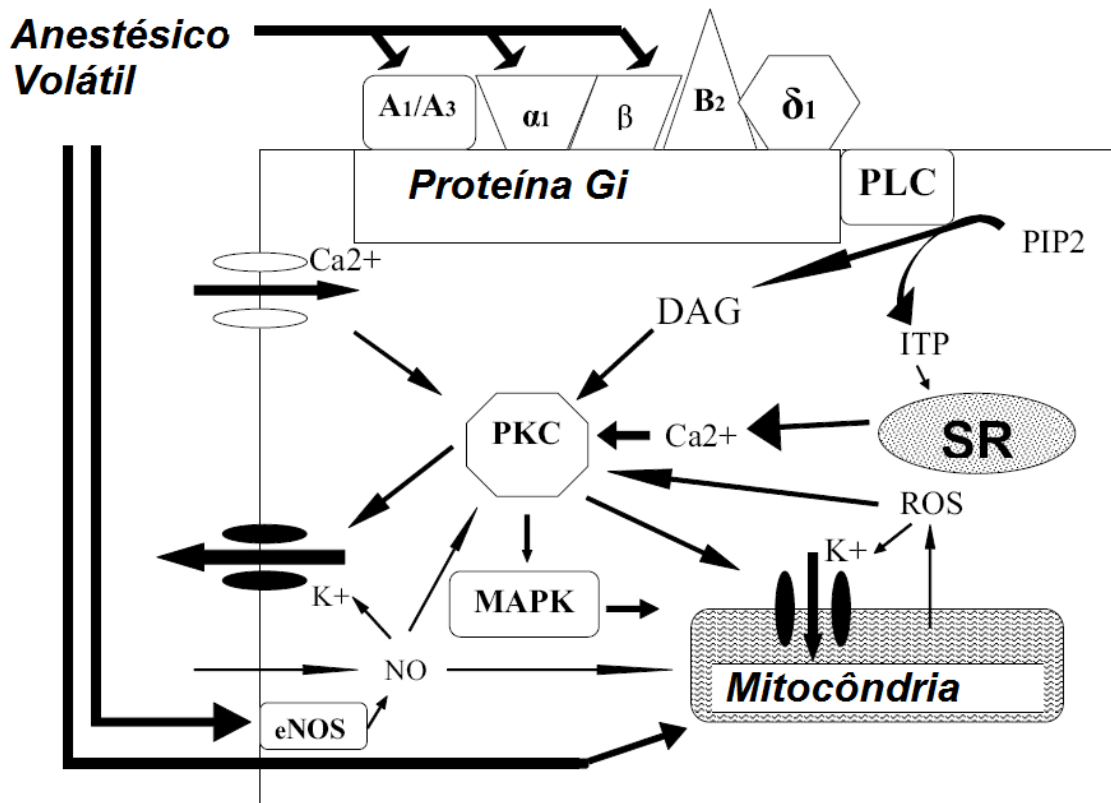 Anestésico
Volátil
A1/A3
α1
β
B2
δ1
Proteína Gi
PLC
PIP2
Ca2+
DAG
ITP
PKC
Ca2+
SR
ROS
K+
K+
MAPK
NO
Mitocôndria
eNOS